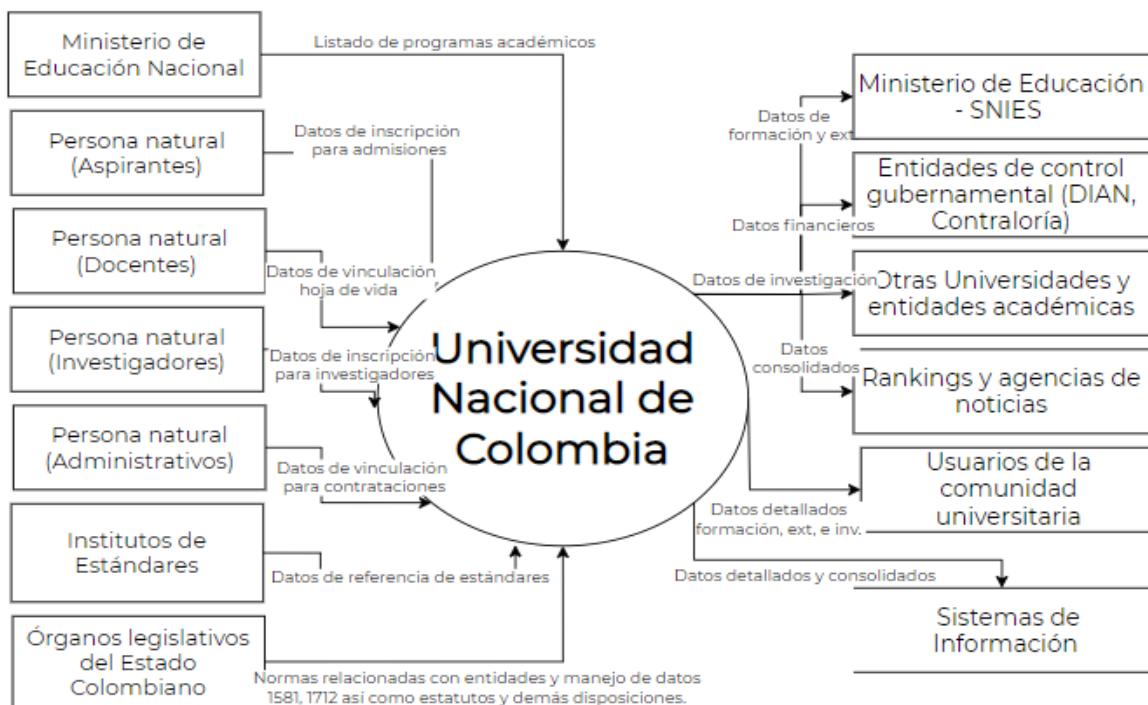 Ministerio de
Educación Nacional
Listado de programas académicos
Persona natural
(Aspirantes)
Datos de inscripción
para admisiones
Persona natural
(Docentes)
Datos de vinculación
hoja de vida
Persona natural
(Investigadores)
Datos de inscripción
para investigadores
Persona natural
(Administrativos)
Datos de vinculación
para contrataciones
Institutos de
Estándares
Datos de referencia de estándares
Órganos legislativos
del Estado
Colombiano
Normas relacionadas con entidades y manejo de datos
1581, 1712 así como estatutos y demás disposiciones.
Universidad
Nacional de
Colombia
Datos de
formación y ext
Ministerio de Educación
- SNIES
Datos financieros
Entidades de control
gubernamental (DIAN,
Contraloría)
Datos de investigación
Otras Universidades y
entidades académicas
Datos
consolidados
Rankings y agencias de
noticias
Datos detallados
formación, ext, e inv.
Usuarios de la
comunidad
universitaria
Datos detallados y consolidados
Sistemas de
Información